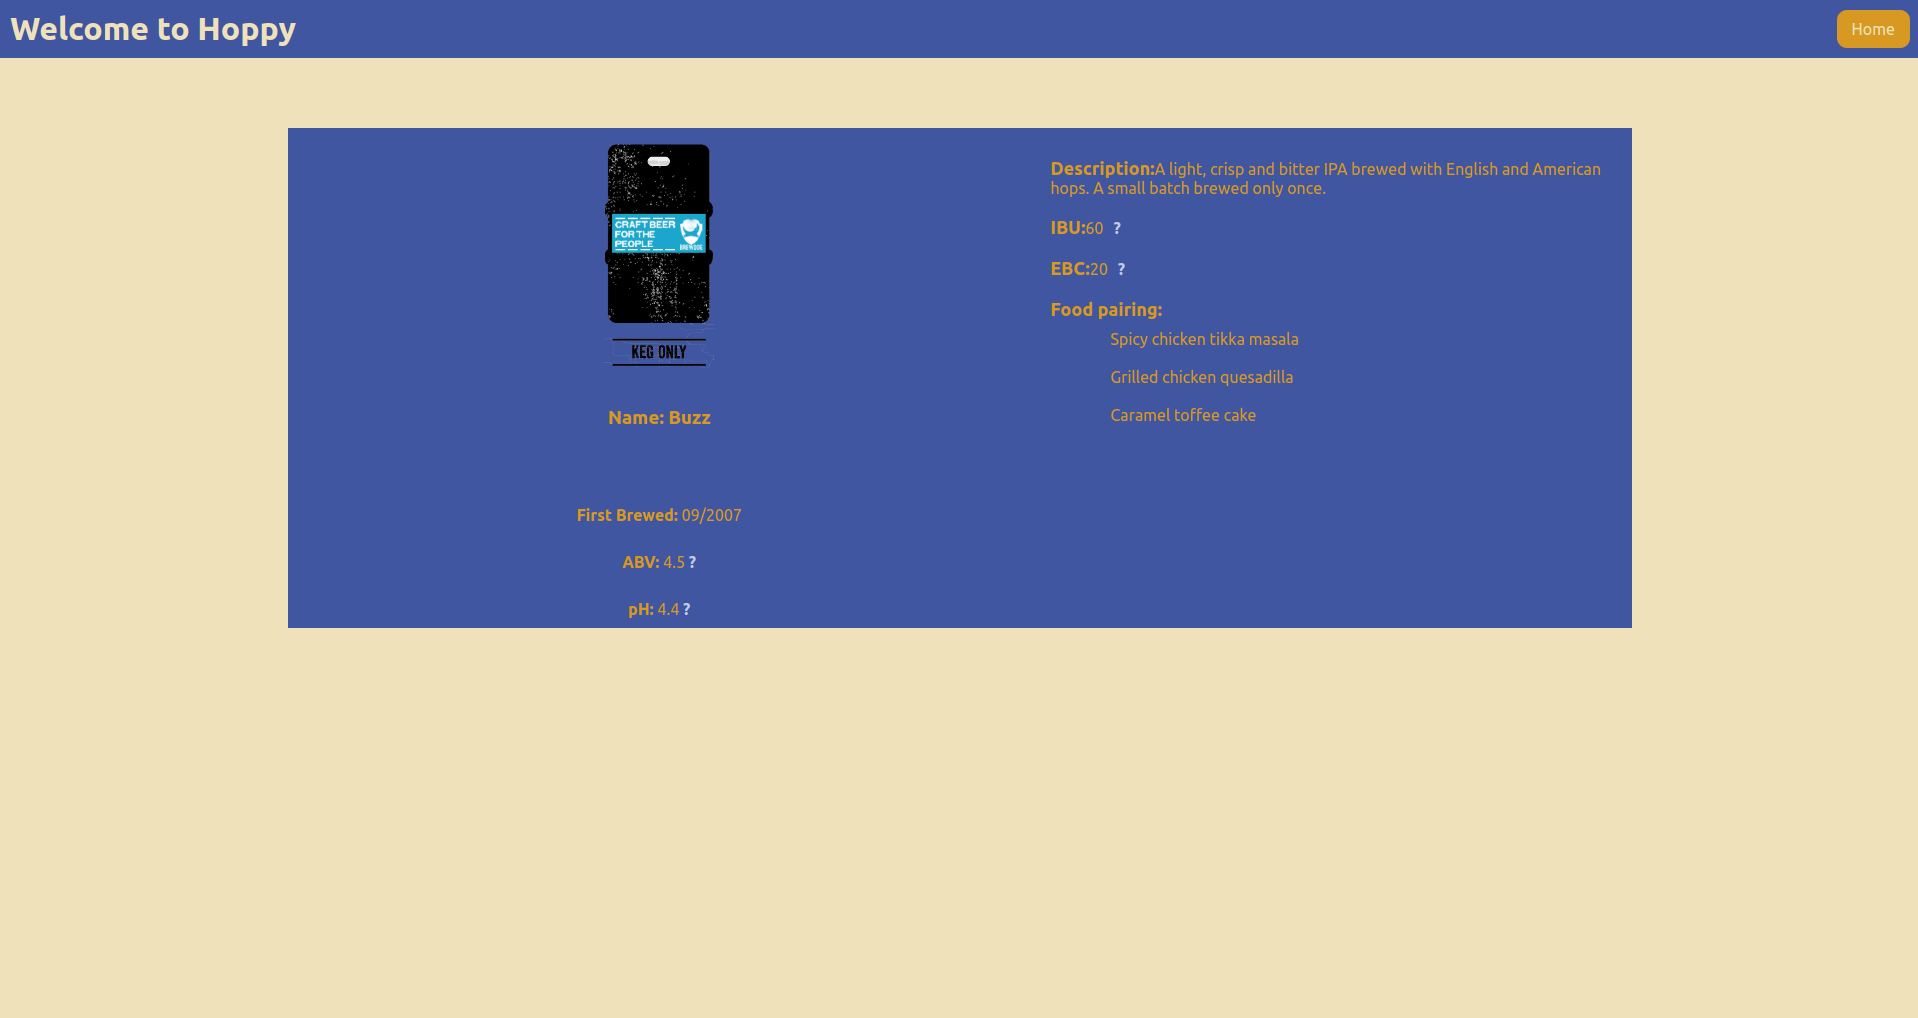 Welcome to Hoppy
Home
CRAFT BEER
FOR THE
PEOPLE
BREWDOG
KEG ONLY
Name: Buzz
First Brewed: 09/2007
ABV: 4.5 ?
pH: 4.4 ?
Description:A light, crisp and bitter IPA brewed with English and American
hops. A small batch brewed only once.
IBU:60 ?
EBC:20 ?
Food pairing:
Spicy chicken tikka masala
Grilled chicken quesadilla
Caramel toffee cake